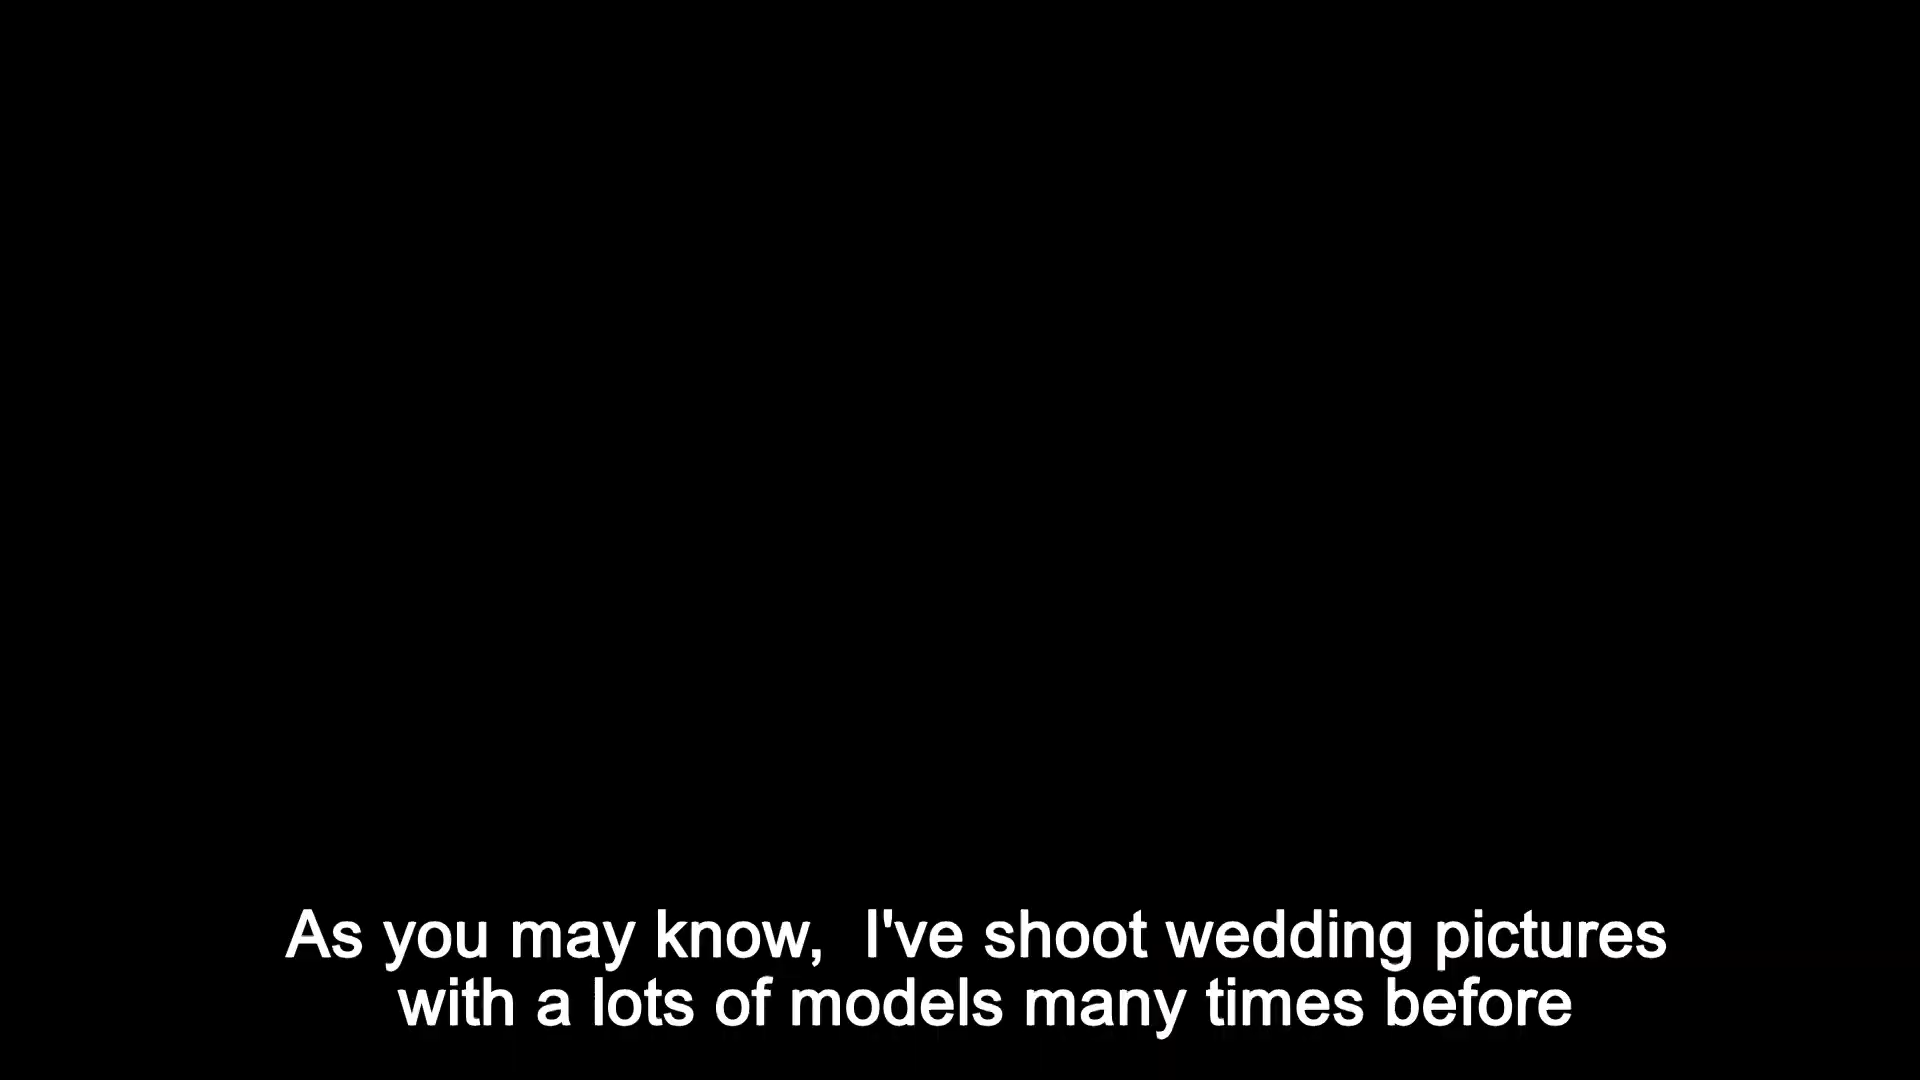 As you may know,  I've shoot wedding pictures
with a lots of models many times before